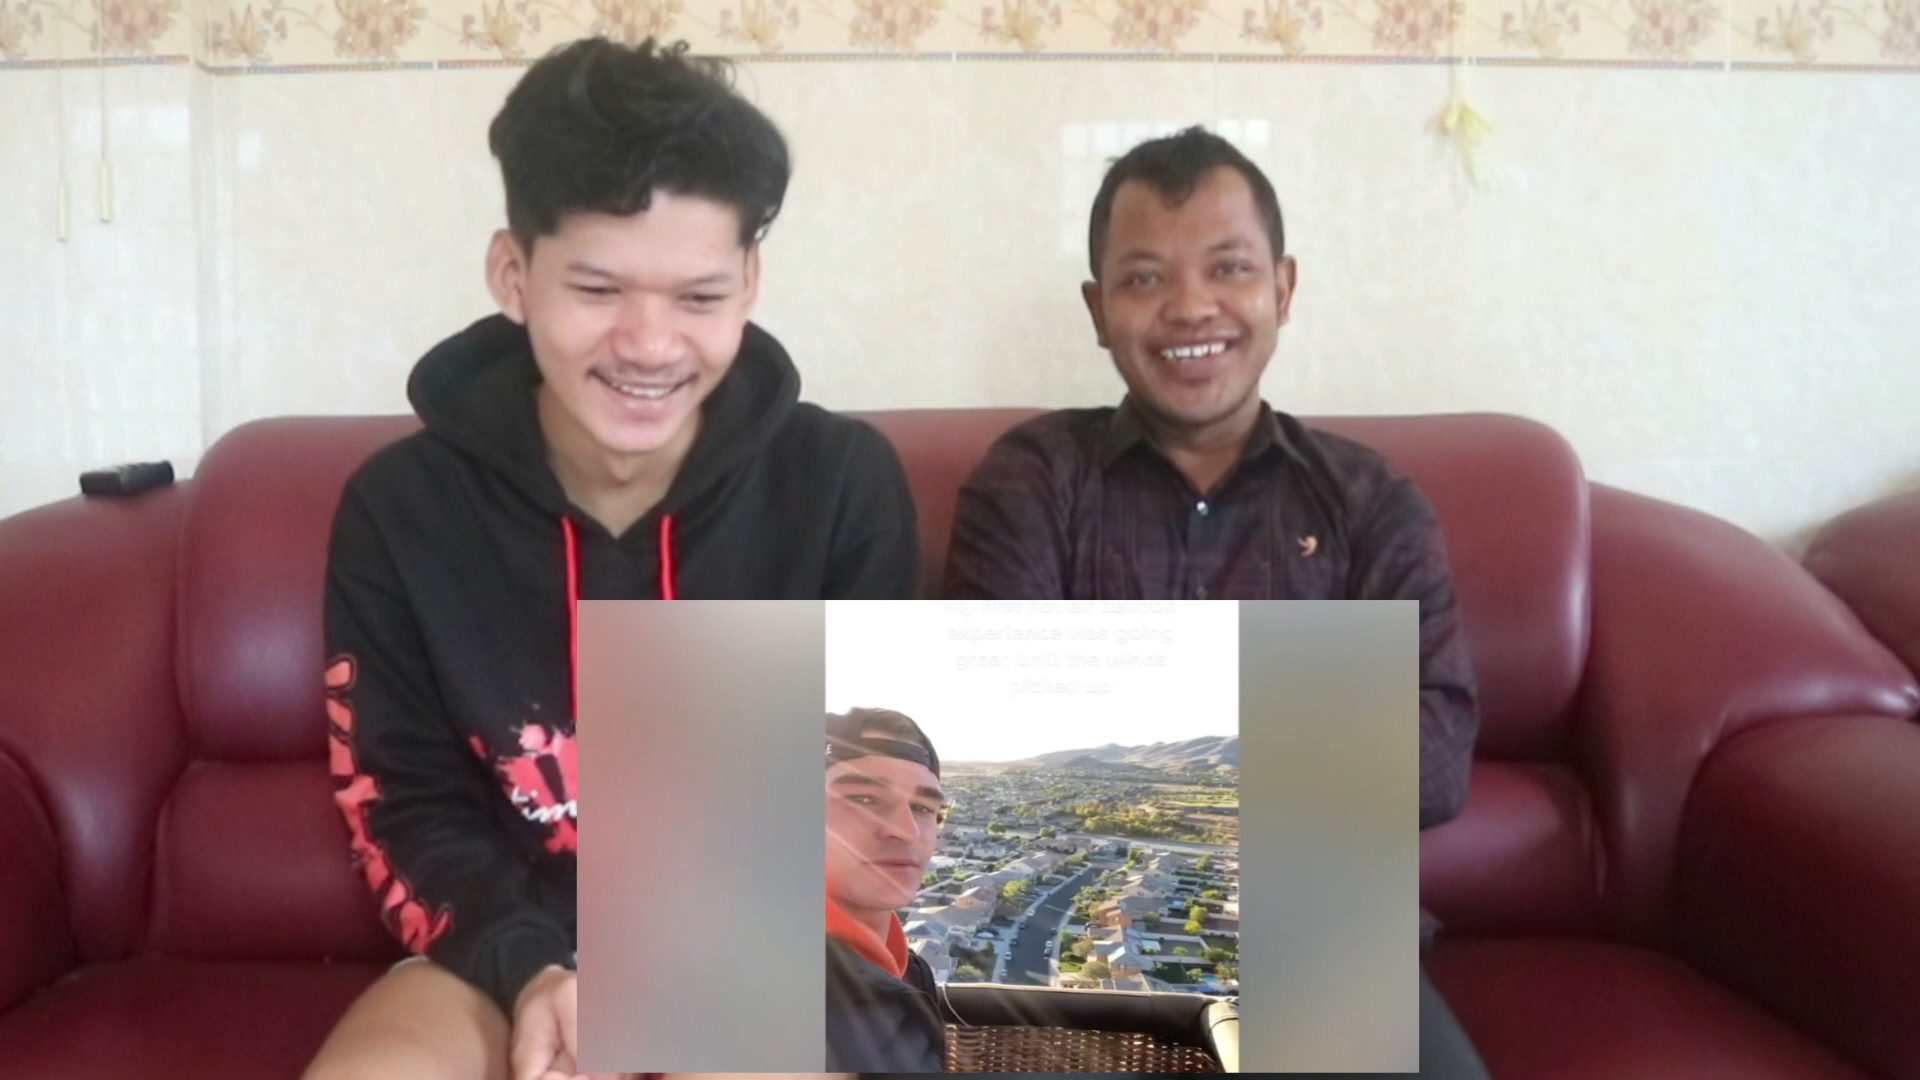 My first hot air balloon
experience was going
great until the winds
picked up